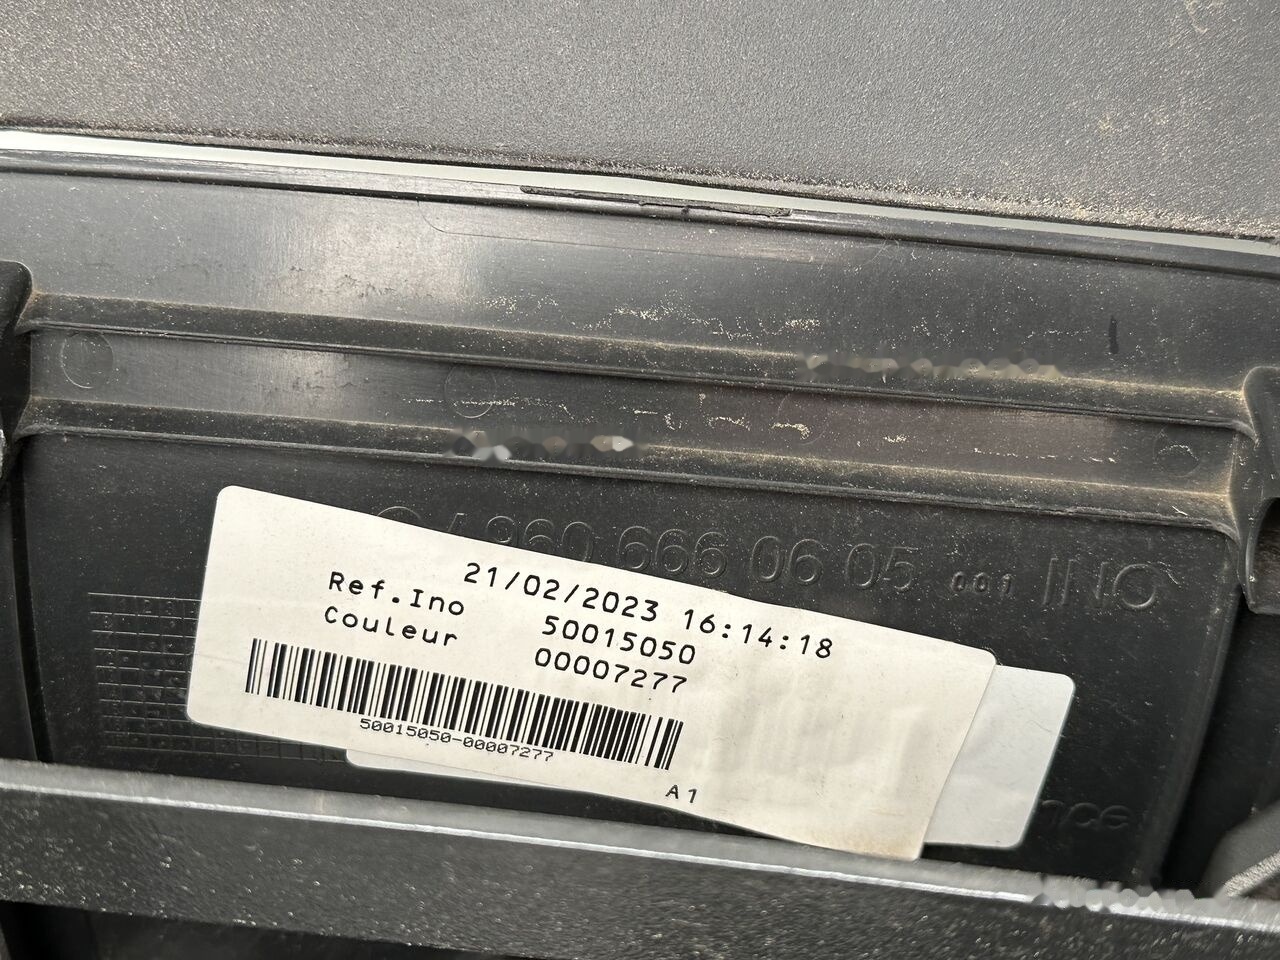 A 960 666 06 05 001 INO
21/02/2023 16:14:18
Ref.Ino 50015050
Couleur 00007277
50015050-00007277
A1